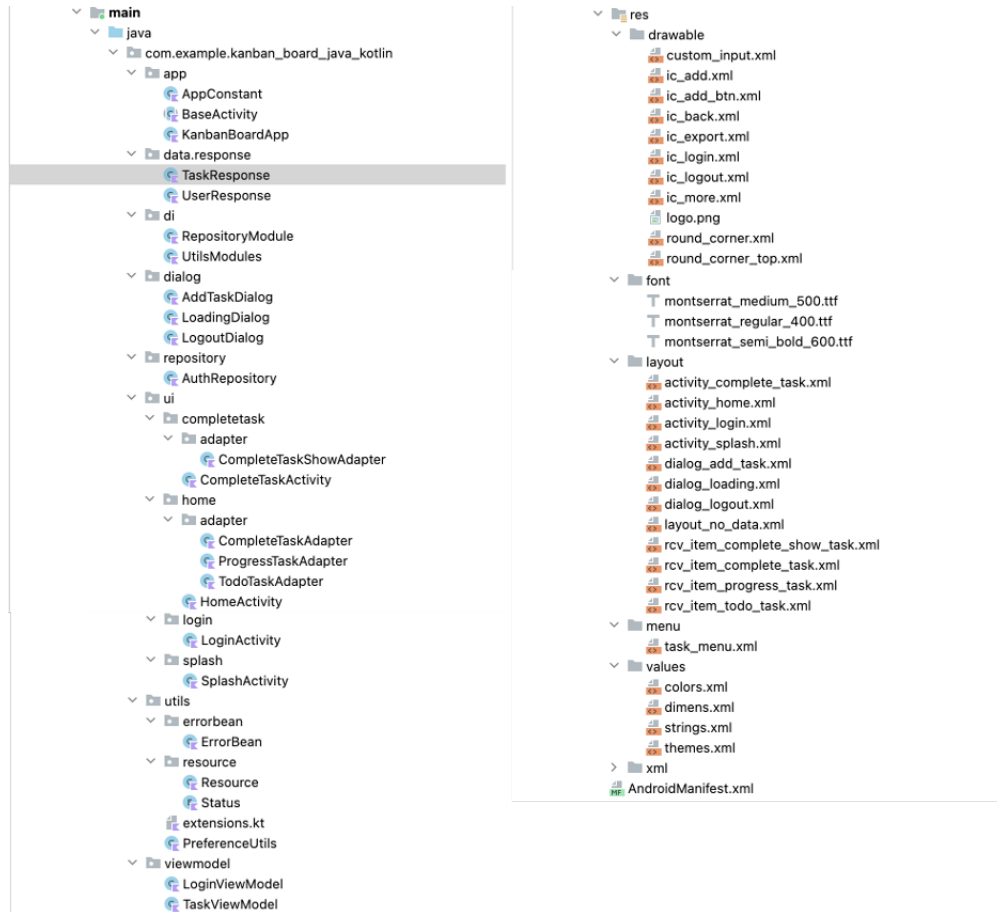 main
java
com.example.kanban_board_java_kotlin
app
AppConstant
BaseActivity
KanbanBoardApp
data.response
TaskResponse
UserResponse
di
RepositoryModule
UtilsModules
dialog
AddTaskDialog
LoadingDialog
LogoutDialog
repository
AuthRepository
ui
completetask
adapter
CompleteTaskShowAdapter
CompleteTaskActivity
home
adapter
CompleteTaskAdapter
ProgressTaskAdapter
TodoTaskAdapter
HomeActivity
login
LoginActivity
splash
SplashActivity
utils
errorbean
ErrorBean
resource
Resource
Status
extensions.kt
PreferenceUtils
viewmodel
LoginViewModel
TaskViewModel
res
drawable
custom_input.xml
ic_add.xml
ic_add_btn.xml
ic_back.xml
ic_export.xml
ic_login.xml
ic_logout.xml
ic_more.xml
logo.png
round_corner.xml
round_corner_top.xml
font
montserrat_medium_500.ttf
montserrat_regular_400.ttf
montserrat_semi_bold_600.ttf
layout
activity_complete_task.xml
activity_home.xml
activity_login.xml
activity_splash.xml
dialog_add_task.xml
dialog_loading.xml
dialog_logout.xml
layout_no_data.xml
rcv_item_complete_show_task.xml
rcv_item_complete_task.xml
rcv_item_progress_task.xml
rcv_item_todo_task.xml
menu
task_menu.xml
values
colors.xml
dimens.xml
strings.xml
themes.xml
xml
MF AndroidManifest.xml